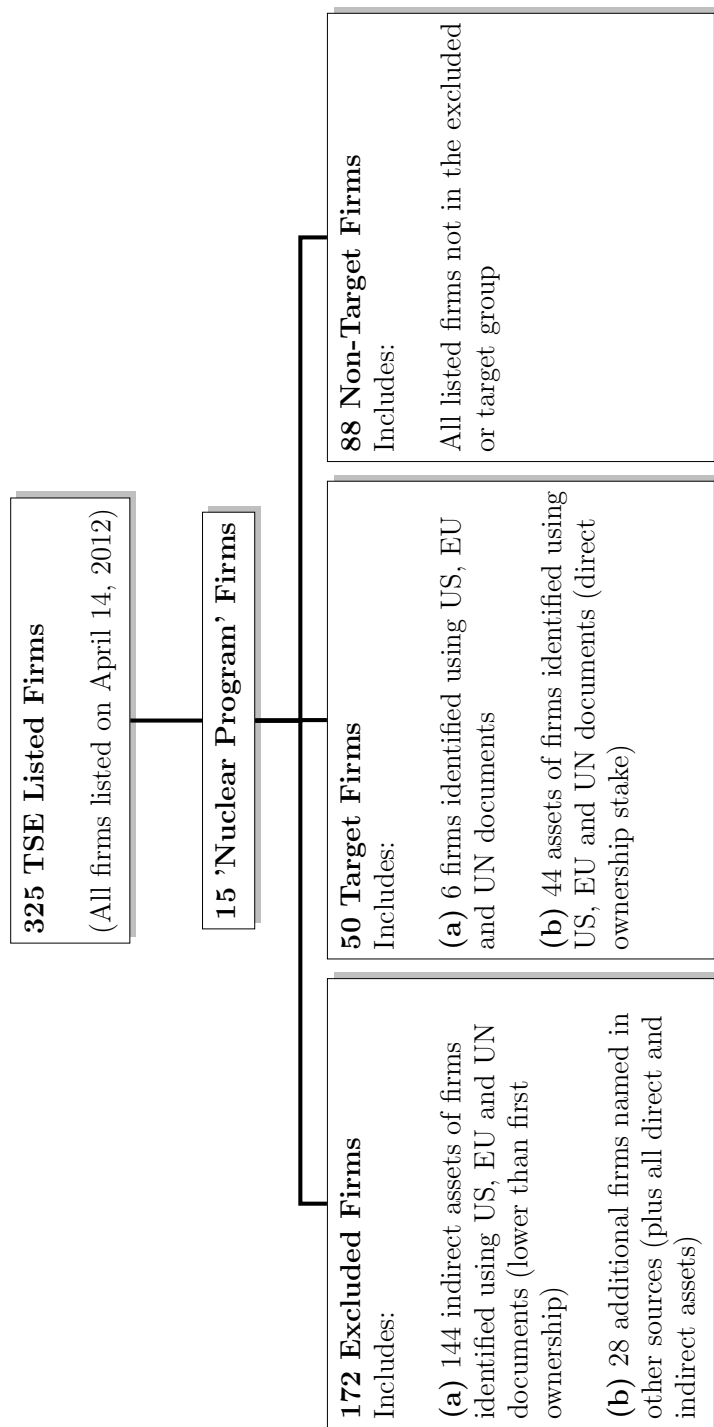 325 TSE Listed Firms
(All firms listed on April 14, 2012)
15 'Nuclear Program' Firms
172 Excluded Firms
Includes:
(a) 144 indirect assets of firms
identified using US, EU and UN
documents (lower than first
ownership)
(b) 28 additional firms named in
other sources (plus all direct and
indirect assets)
50 Target Firms
Includes:
(a) 6 firms identified using US, EU
and UN documents
(b) 44 assets of firms identified using
US, EU and UN documents (direct
ownership stake)
88 Non-Target Firms
Includes:
All listed firms not in the excluded
or target group